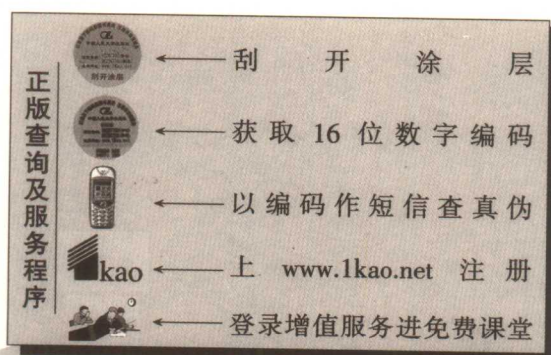 正版查询及服务程序
刮开涂层
获取16位数字编码
以编码作短信查真伪
1kao
上 www.1kao.net 注册
登录增值服务进免费课堂